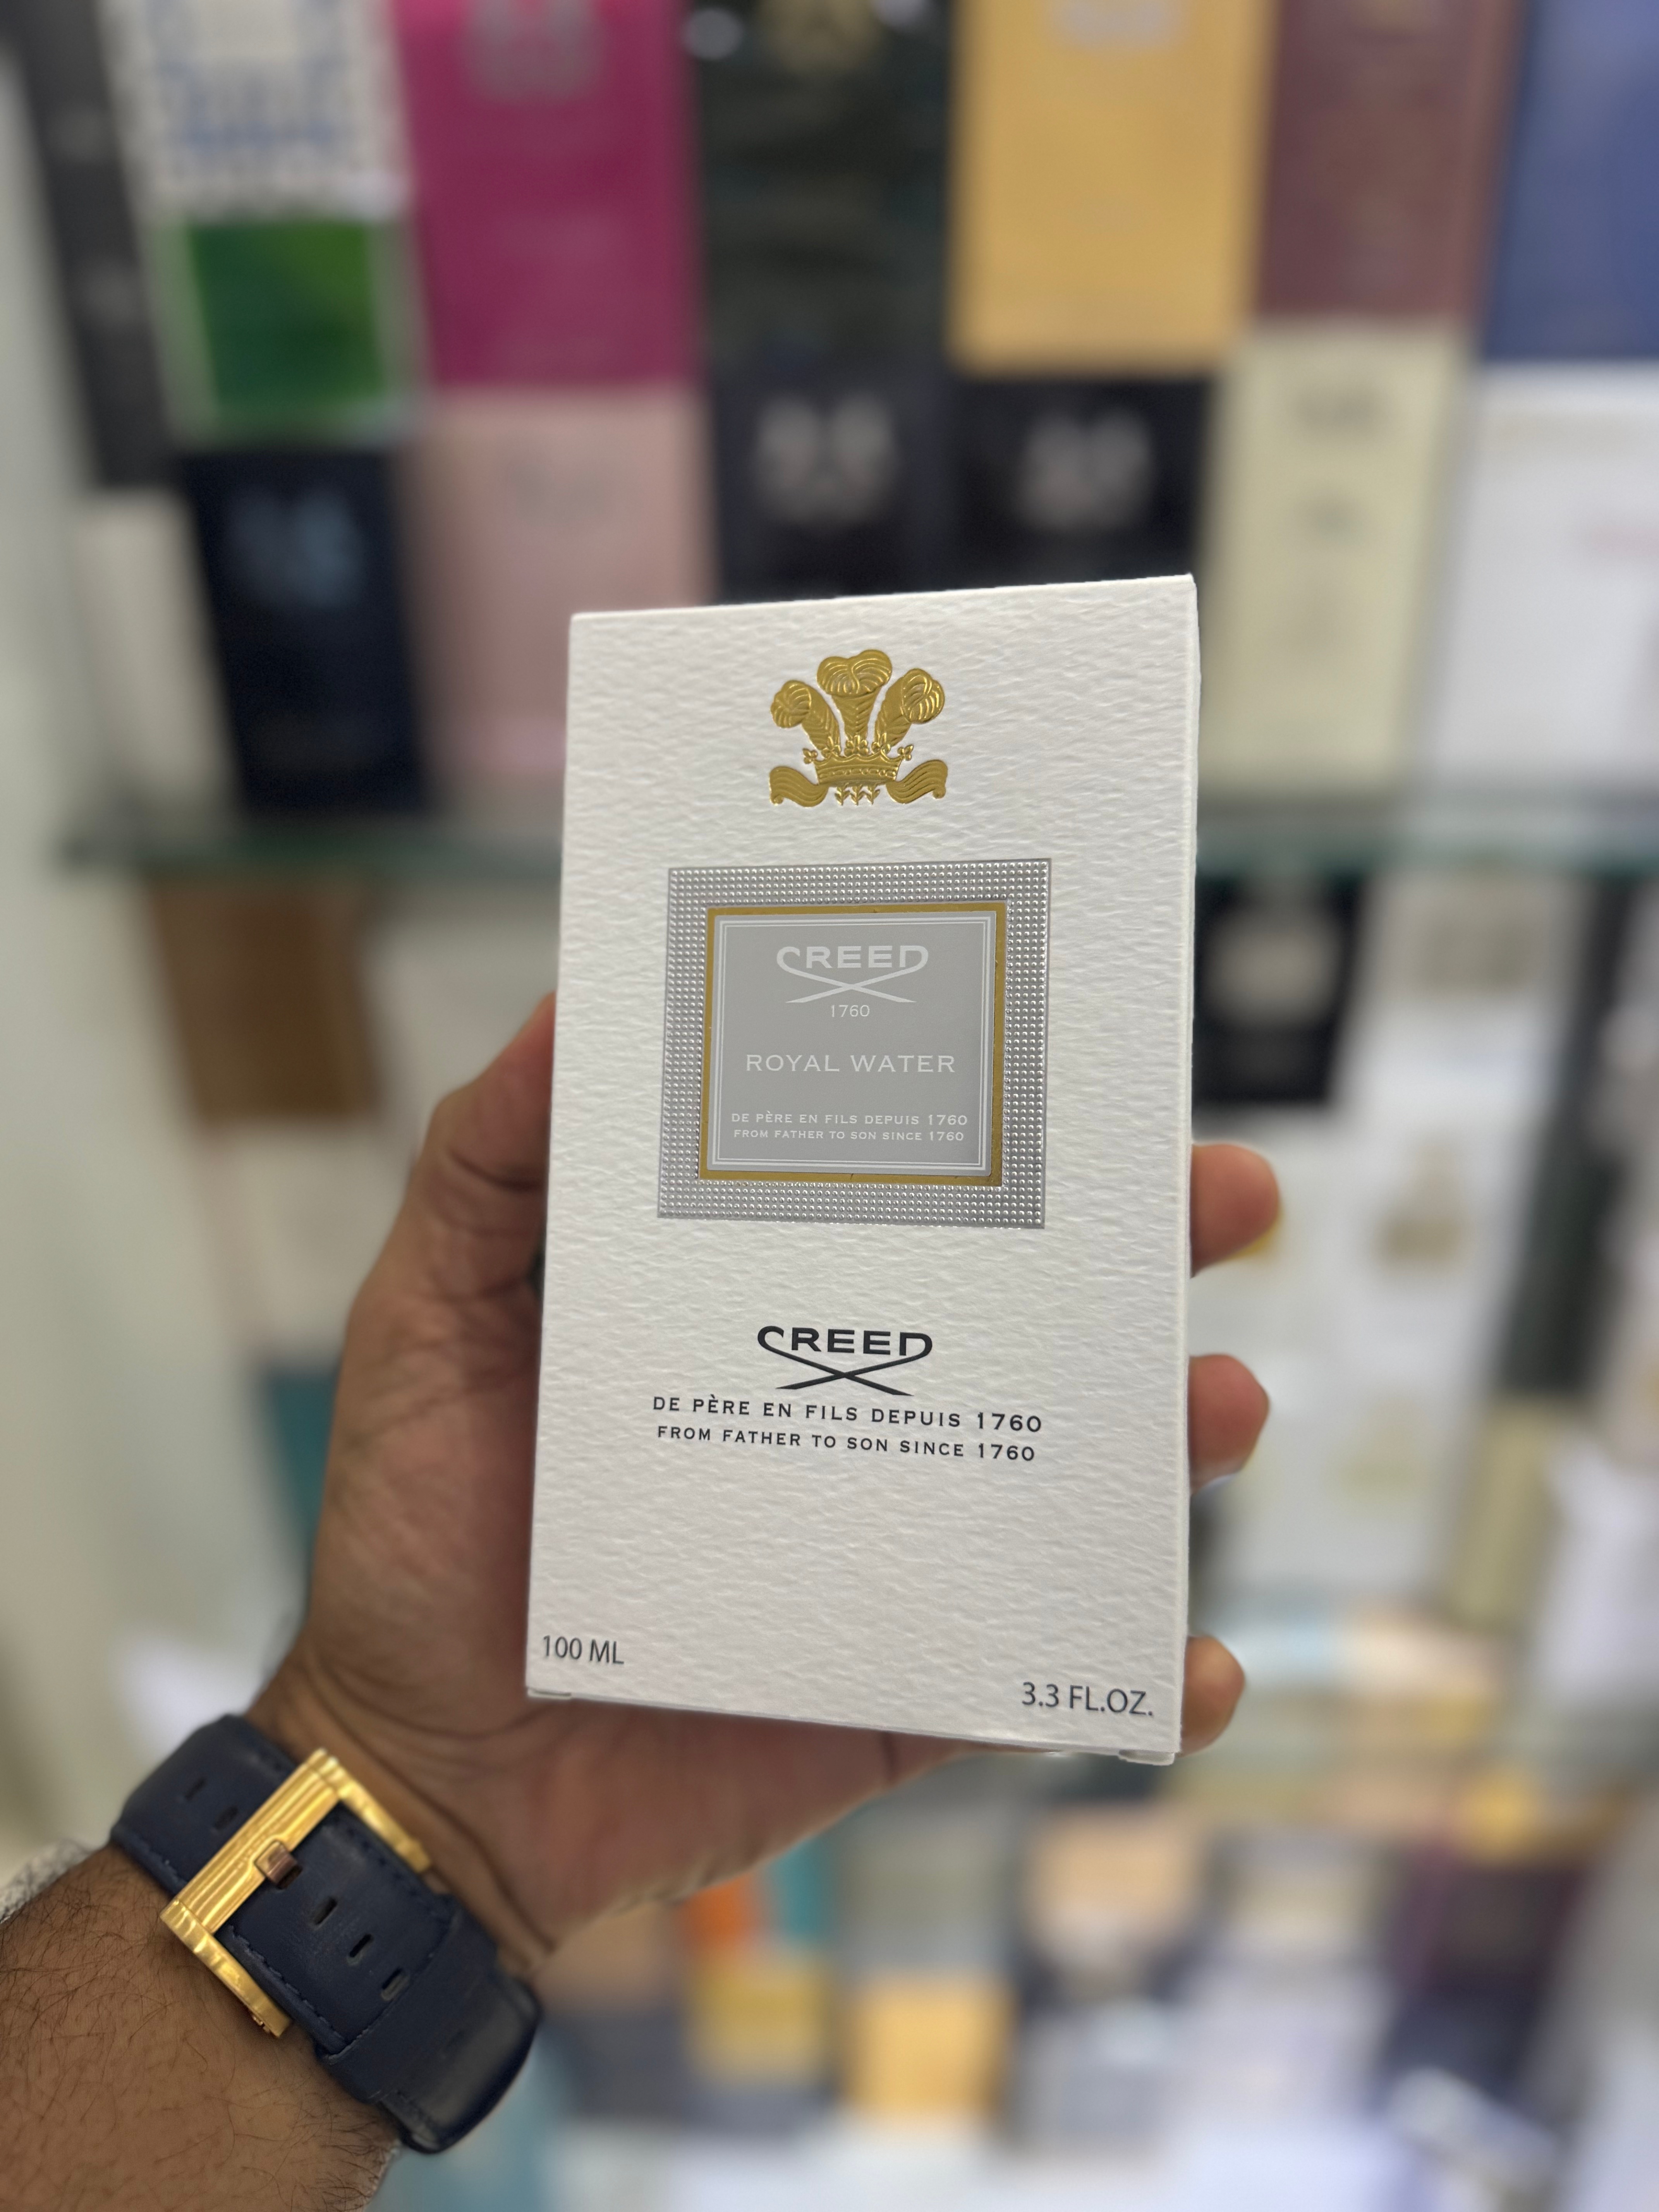 CREED
1760
ROYAL WATER
DE PÈRE EN FILS DEPUIS 1760
FROM FATHER TO SON SINCE 1760
CREED
DE PÈRE EN FILS DEPUIS 1760
FROM FATHER TO SON SINCE 1760
100 ML
3.3 FL.OZ.